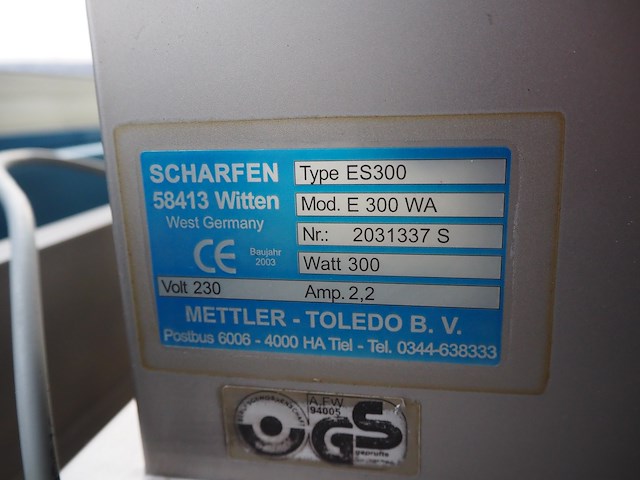 SCHARFEN
58413 Witten
West Germany
CE
Baujahr
2003
Type ES300
Mod. E 300 WA
Nr.: 2031337 S
Watt 300
Volt 230 Amp. 2,2
METTLER - TOLEDO B. V.
Postbus 6006 - 4000 HA Tiel - Tel. 0344-638333
A.FW
94005
GS
geprüfte